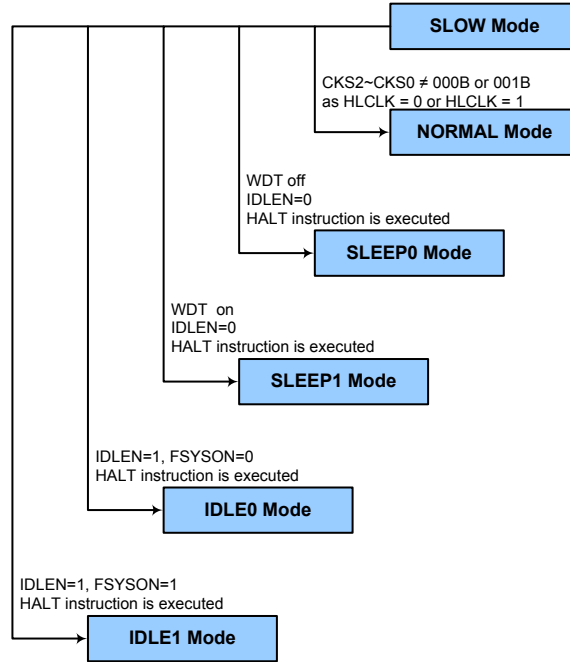 SLOW Mode
CKS2~CKS0 ≠ 000B or 001B
as HLCLK = 0 or HLCLK = 1
NORMAL Mode
WDT off
IDLEN=0
HALT instruction is executed
SLEEP0 Mode
WDT on
IDLEN=0
HALT instruction is executed
SLEEP1 Mode
IDLEN=1, FSYSON=0
HALT instruction is executed
IDLE0 Mode
IDLEN=1, FSYSON=1
HALT instruction is executed
IDLE1 Mode